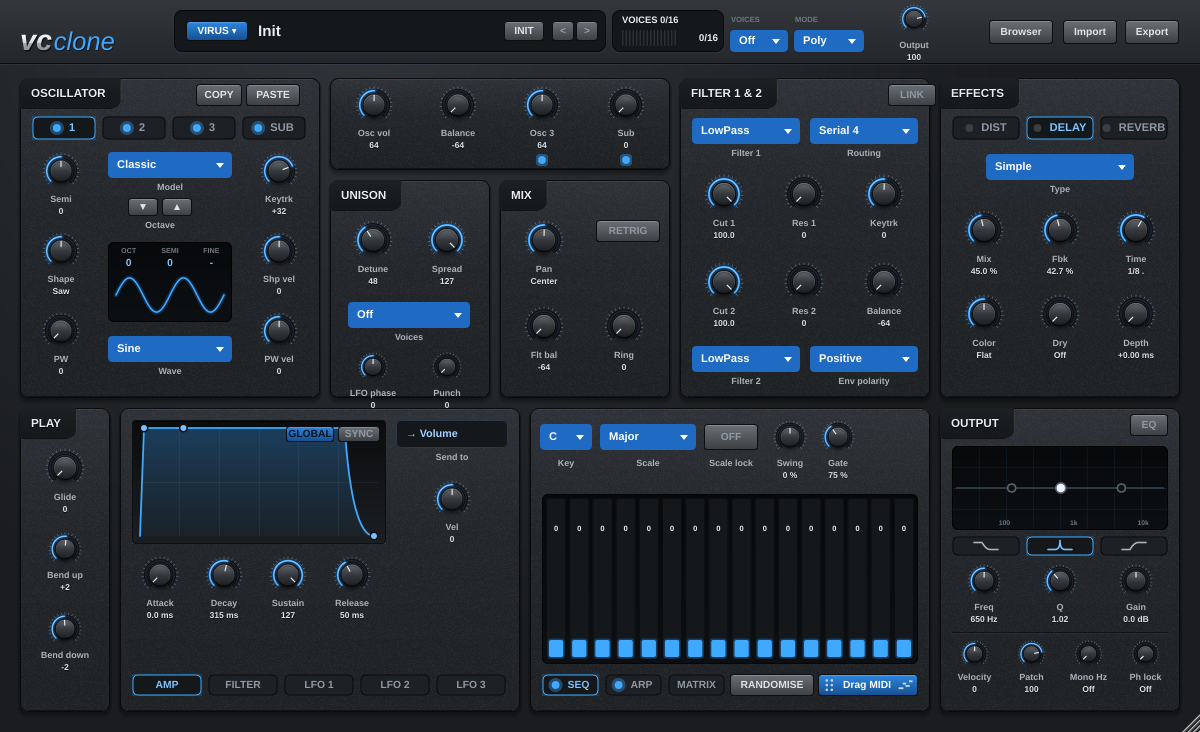 vc clone
VIRUS ▾ Init INIT < >
VOICES 0/16
0/16
VOICES MODE
Off Poly
Output
100
Browser Import Export
OSCILLATOR COPY PASTE
1 2 3 SUB
Classic
Model
Semi
0
Keytrk
+32
▼ ▲
Octave
OCT SEMI FINE
0 0 -
Shape
Saw
Shp vel
0
PW
0
Sine
Wave
PW vel
0
Osc vol Balance Osc 3 Sub
64 -64 64 0
UNISON
Detune Spread
48 127
Off
Voices
LFO phase Punch
0 0
MIX
RETRIG
Pan
Center
Flt bal Ring
-64 0
FILTER 1 & 2 LINK
LowPass Serial 4
Filter 1 Routing
Cut 1 Res 1 Keytrk
100.0 0 0
Cut 2 Res 2 Balance
100.0 0 -64
LowPass Positive
Filter 2 Env polarity
EFFECTS
DIST DELAY REVERB
Simple
Type
Mix Fbk Time
45.0 % 42.7 % 1/8 .
Color Dry Depth
Flat Off +0.00 ms
PLAY
Glide
0
Bend up
+2
Bend down
-2
GLOBAL SYNC
→ Volume
Send to
Vel
0
Attack Decay Sustain Release
0.0 ms 315 ms 127 50 ms
AMP FILTER LFO 1 LFO 2 LFO 3
C Major OFF
Key Scale Scale lock Swing Gate
0 % 75 %
0 0 0 0 0 0 0 0 0 0 0 0 0 0 0 0
SEQ ARP MATRIX RANDOMISE Drag MIDI
OUTPUT EQ
100 1k 10k
Freq Q Gain
650 Hz 1.02 0.0 dB
Velocity Patch Mono Hz Ph lock
0 100 Off Off